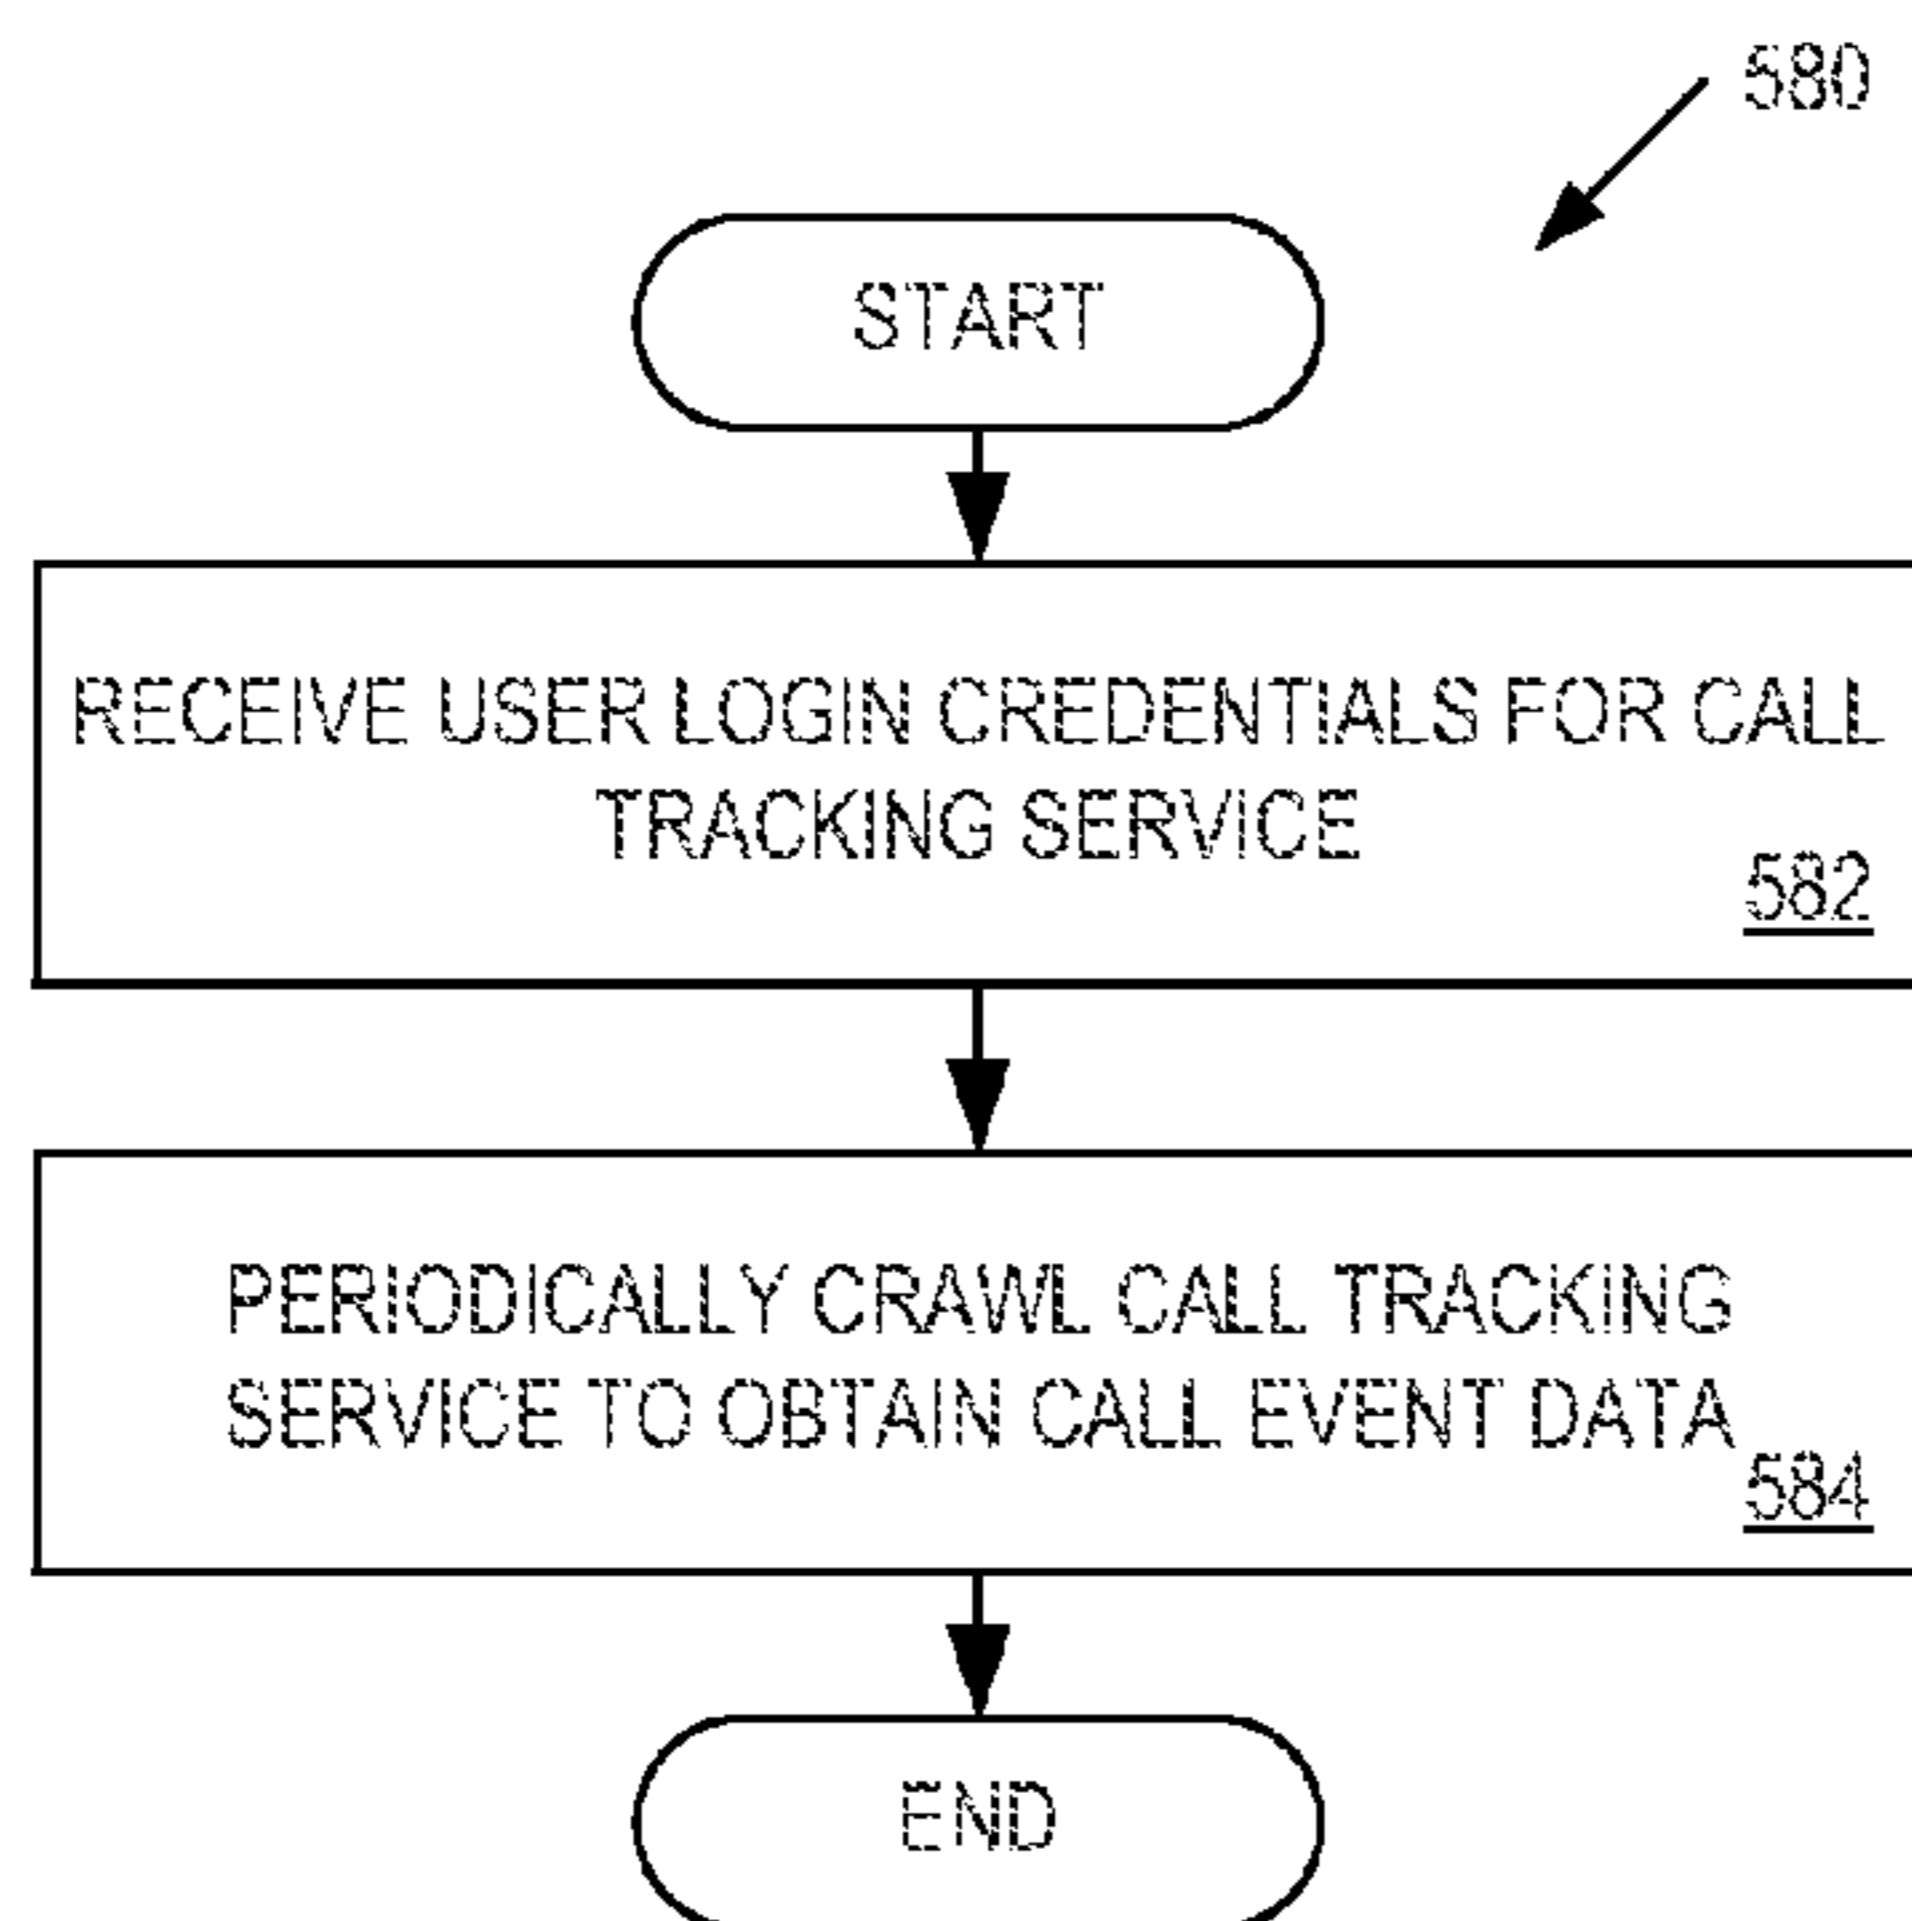 580
START
RECEIVE USER LOGIN CREDENTIALS FOR CALL
TRACKING SERVICE
582
PERIODICALLY CRAWL CALL TRACKING
SERVICE TO OBTAIN CALL EVENT DATA
584
END